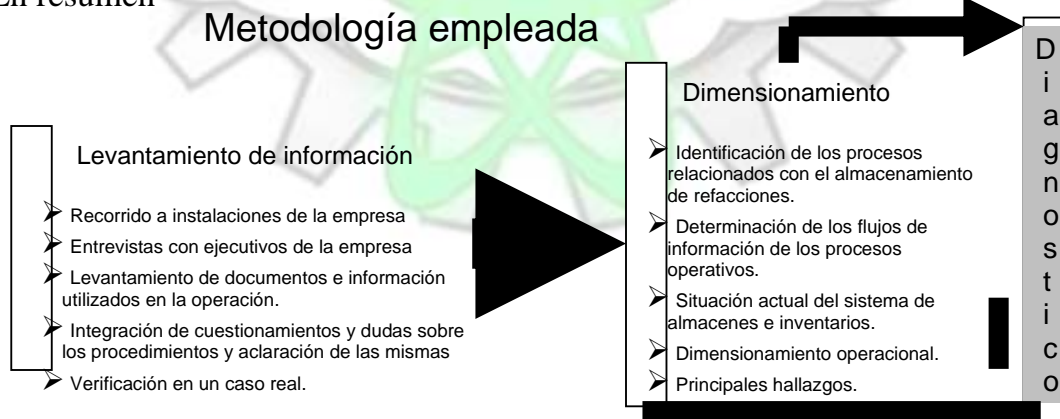 En resumen
Metodología empleada
Levantamiento de información
Recorrido a instalaciones de la empresa
Entrevistas con ejecutivos de la empresa
Levantamiento de documentos e información
utilizados en la operación.
Integración de cuestionamientos y dudas sobre
los procedimientos y aclaración de las mismas
Verificación en un caso real.
Dimensionamiento
Identificación de los procesos
relacionados con el almacenamiento
de refacciones.
Determinación de los flujos de
información de los procesos
operativos.
Situación actual del sistema de
almacenes e inventarios.
Dimensionamiento operacional.
Principales hallazgos.
Diagnostico